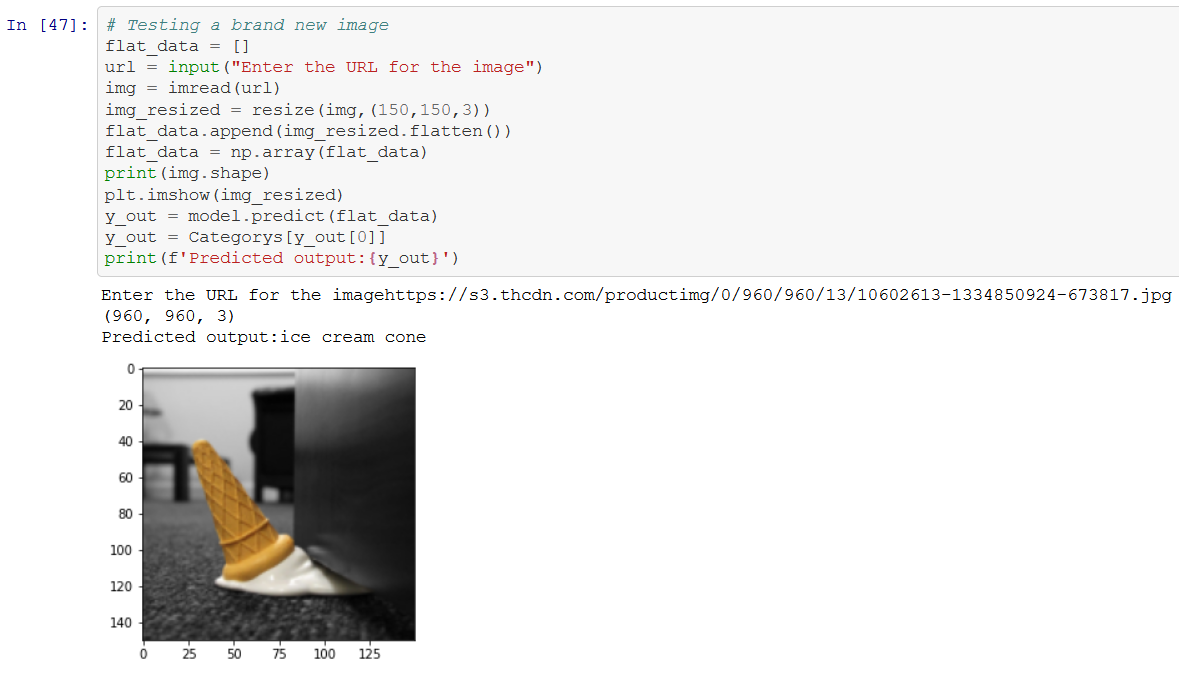 In [47]: # Testing a brand new image
flat_data = []
url = input("Enter the URL for the image")
img = imread(url)
img_resized = resize(img,(150,150,3))
flat_data.append(img_resized.flatten())
flat_data = np.array(flat_data)
print(img.shape)
plt.imshow(img_resized)
y_out = model.predict(flat_data)
y_out = Categorys[y_out[0]]
print(f'Predicted output:{y_out}')
Enter the URL for the imagehttps://s3.thcdn.com/productimg/0/960/960/13/10602613-1334850924-673817.jpg
(960, 960, 3)
Predicted output:ice cream cone
0
20
40
60
80
100
120
140
0 25 50 75 100 125